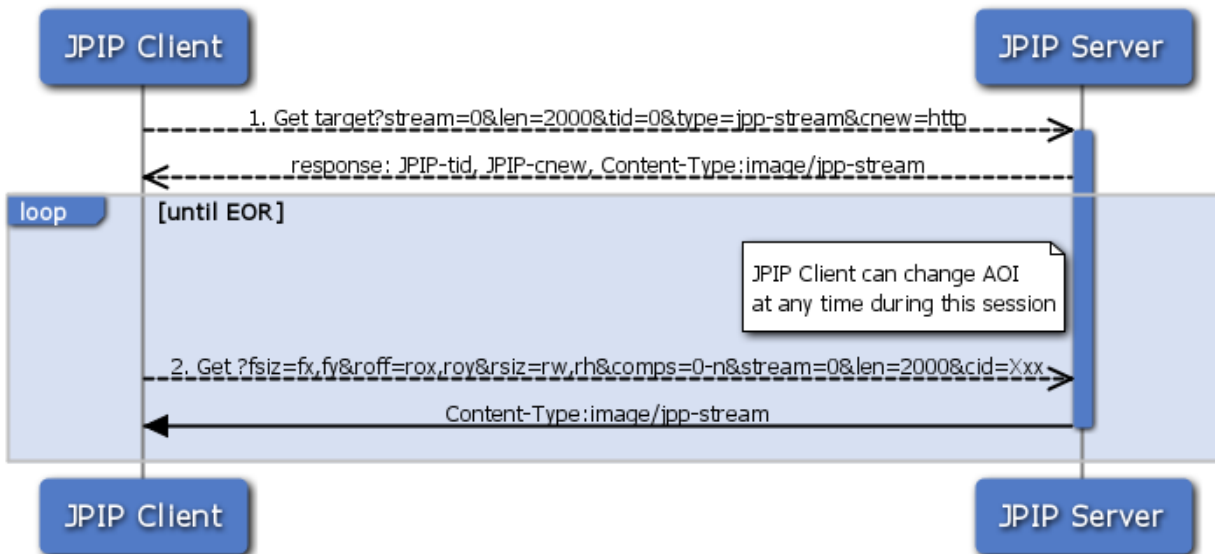 JPIP Client
JPIP Server
1. Get target?stream=0&len=2000&tid=0&type=jpp-stream&cnew=http
response: JPIP-tid, JPIP-cnew, Content-Type:image/jpp-stream
loop
[until EOR]
JPIP Client can change AOI
at any time during this session
2. Get ?fsiz=fx,fy&roff=rox,roy&rsiz=rw,rh&comps=0-n&stream=0&len=2000&cid=Xxx
Content-Type:image/jpp-stream
JPIP Client
JPIP Server